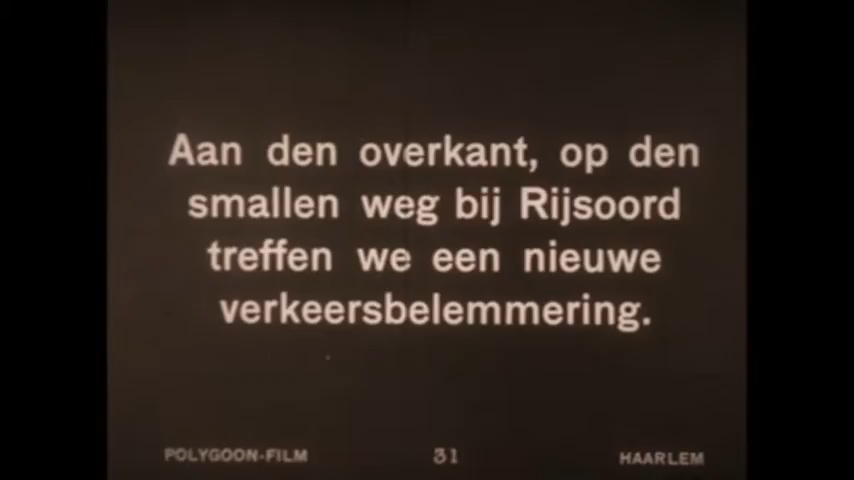 Aan den overkant, op den
smallen weg bij Rijsoord
treffen we een nieuwe
verkeersbelemmering.
POLYGOON-FILM 31 HAARLEM